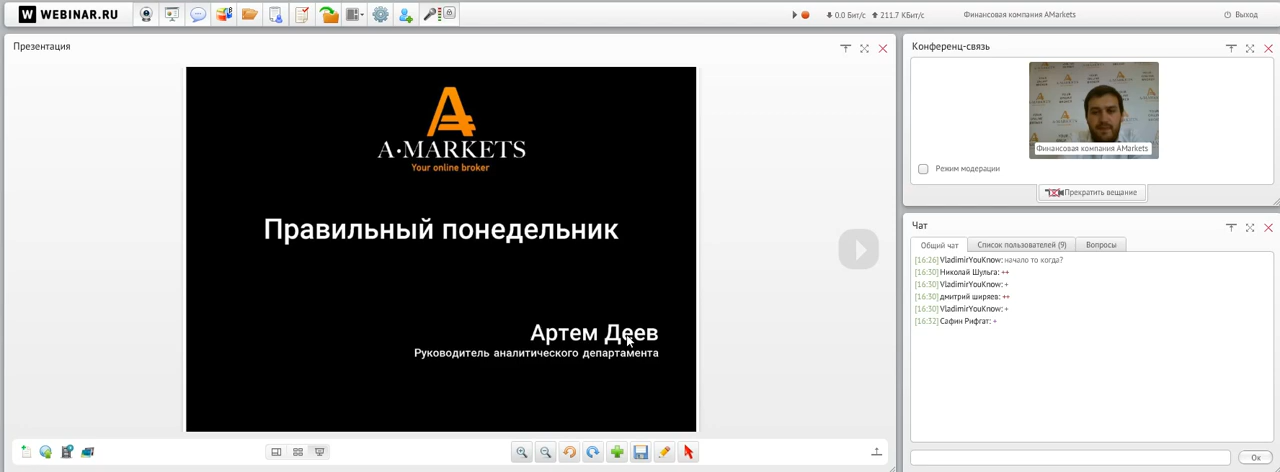 WEBINAR.RU
0.0 Бит/с 211.7 КБит/с
Финансовая компания AMarkets
Выход
Презентация
A·MARKETS
Your online broker
Правильный понедельник
Артем Деев
Руководитель аналитического департамента
Конференц-связь
Финансовая компания AMarkets
Режим модерации
Прекратить вещание
Чат
Общий чат
Список пользователей (9)
Вопросы
[16:26] VladimirYouKnow: начало то когда?
[16:30] Николай Шульга: ++
[16:30] VladimirYouKnow: +
[16:30] дмитрий ширяев: ++
[16:30] VladimirYouKnow: +
[16:32] Сафин Рифгат: +
Ок